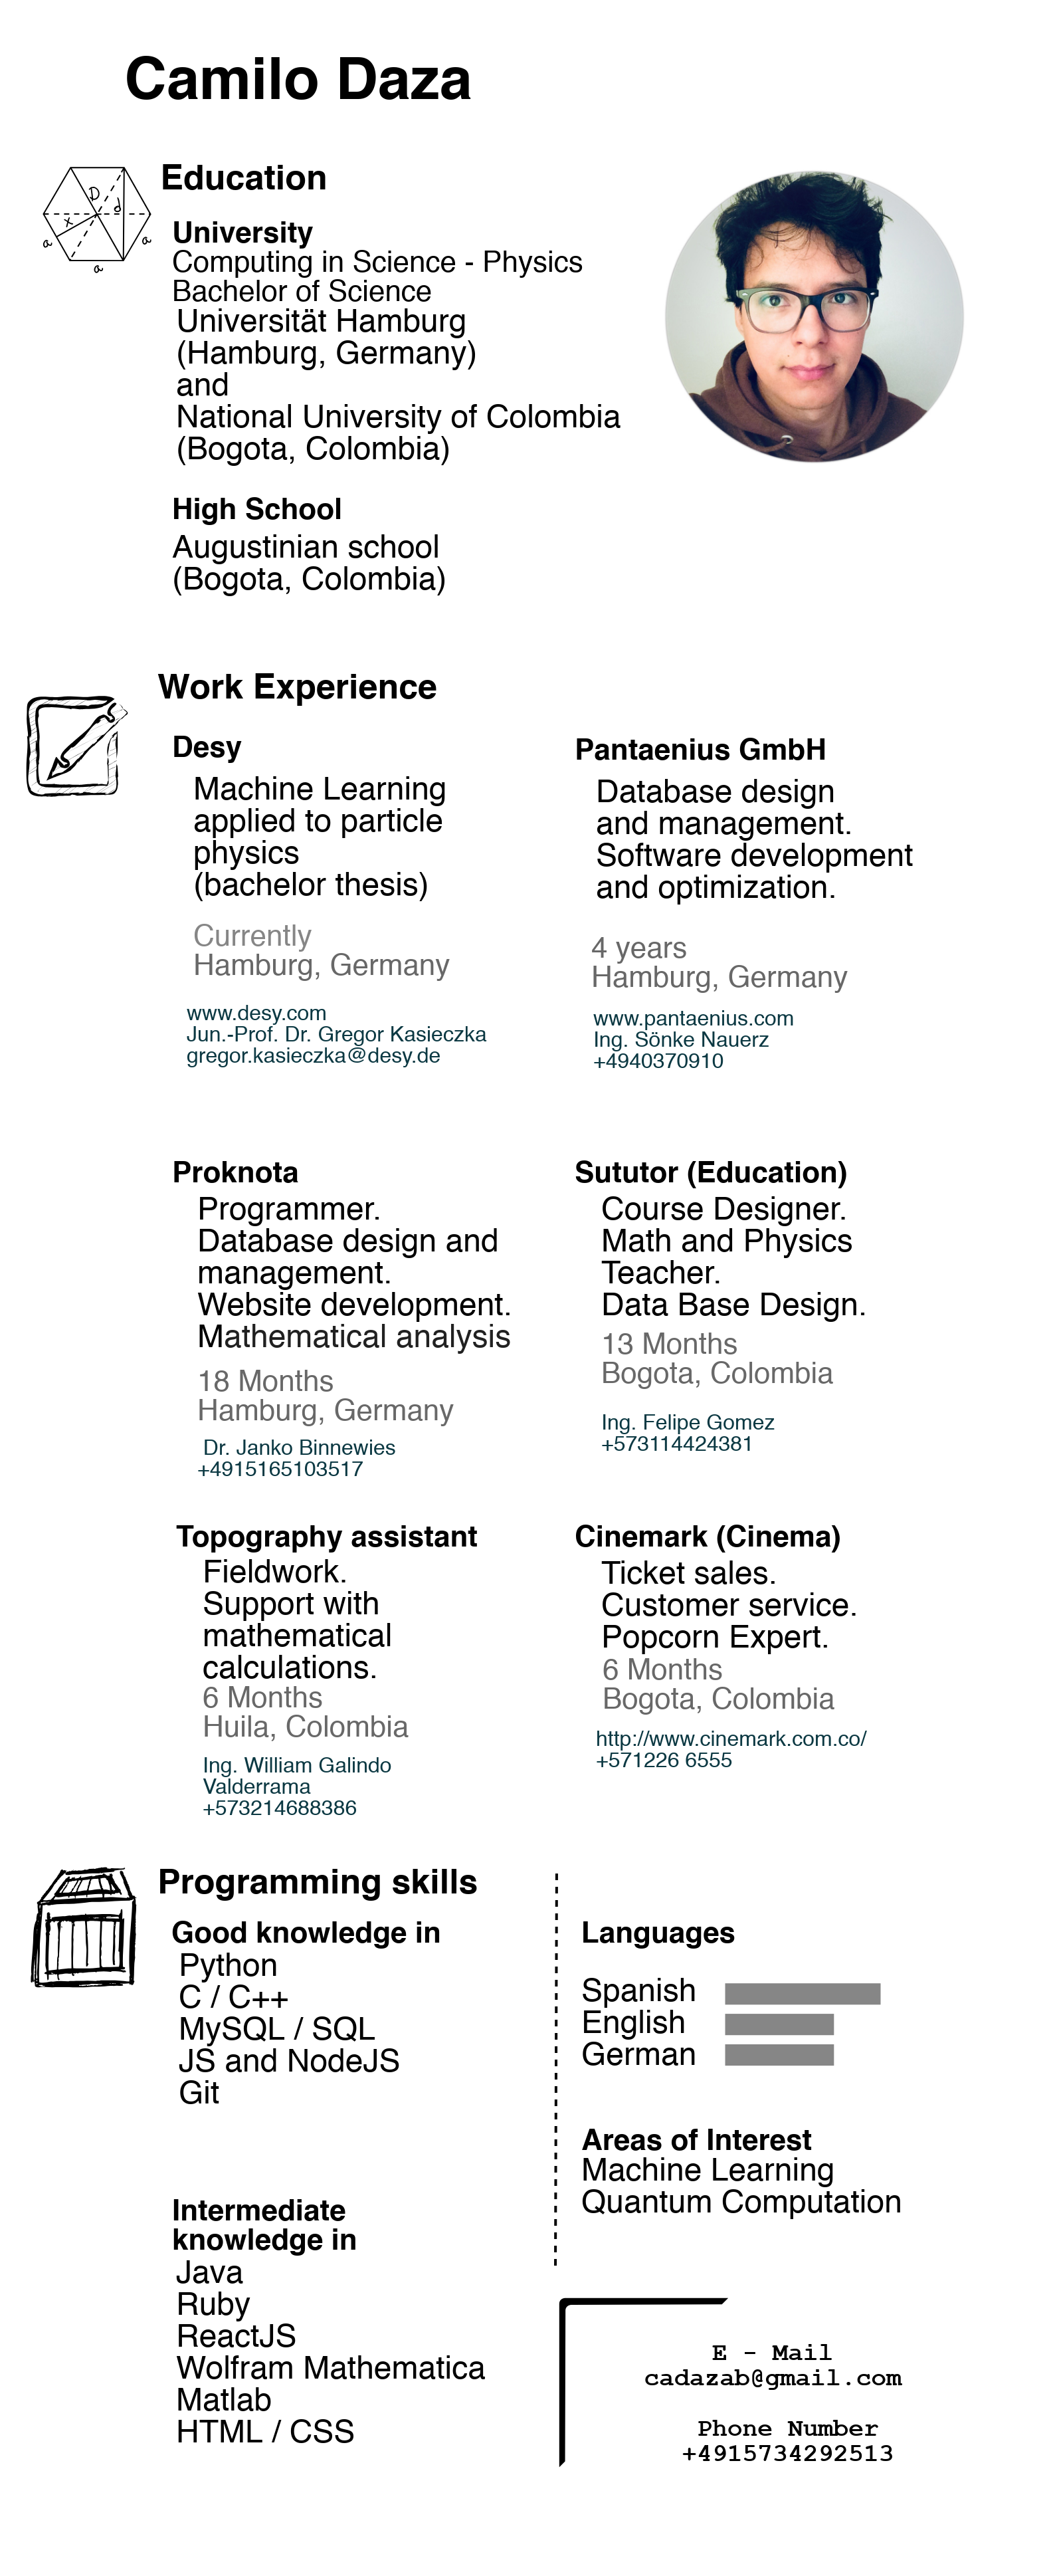 Camilo Daza
Education
University
Computing in Science - Physics
Bachelor of Science
Universität Hamburg
(Hamburg, Germany)
and
National University of Colombia
(Bogota, Colombia)
High School
Augustinian school
(Bogota, Colombia)
D
d
x
a
a
a
Work Experience
Desy
Machine Learning
applied to particle
physics
(bachelor thesis)
Currently
Hamburg, Germany
www.desy.com
Jun.-Prof. Dr. Gregor Kasieczka
gregor.kasieczka@desy.de
Pantaenius GmbH
Database design
and management.
Software development
and optimization.
4 years
Hamburg, Germany
www.pantaenius.com
Ing. Sönke Nauerz
+4940370910
Proknota
Programmer.
Database design and
management.
Website development.
Mathematical analysis
18 Months
Hamburg, Germany
Dr. Janko Binnewies
+4915165103517
Sututor (Education)
Course Designer.
Math and Physics
Teacher.
Data Base Design.
13 Months
Bogota, Colombia
Ing. Felipe Gomez
+573114424381
Topography assistant
Fieldwork.
Support with
mathematical
calculations.
6 Months
Huila, Colombia
Ing. William Galindo
Valderrama
+573214688386
Cinemark (Cinema)
Ticket sales.
Customer service.
Popcorn Expert.
6 Months
Bogota, Colombia
http://www.cinemark.com.co/
+571226 6555
Programming skills
Good knowledge in
Python
C / C++
MySQL / SQL
JS and NodeJS
Git
Intermediate
knowledge in
Java
Ruby
ReactJS
Wolfram Mathematica
Matlab
HTML / CSS
Languages
Spanish
English
German
Areas of Interest
Machine Learning
Quantum Computation
E - Mail
cadazab@gmail.com
Phone Number
+4915734292513